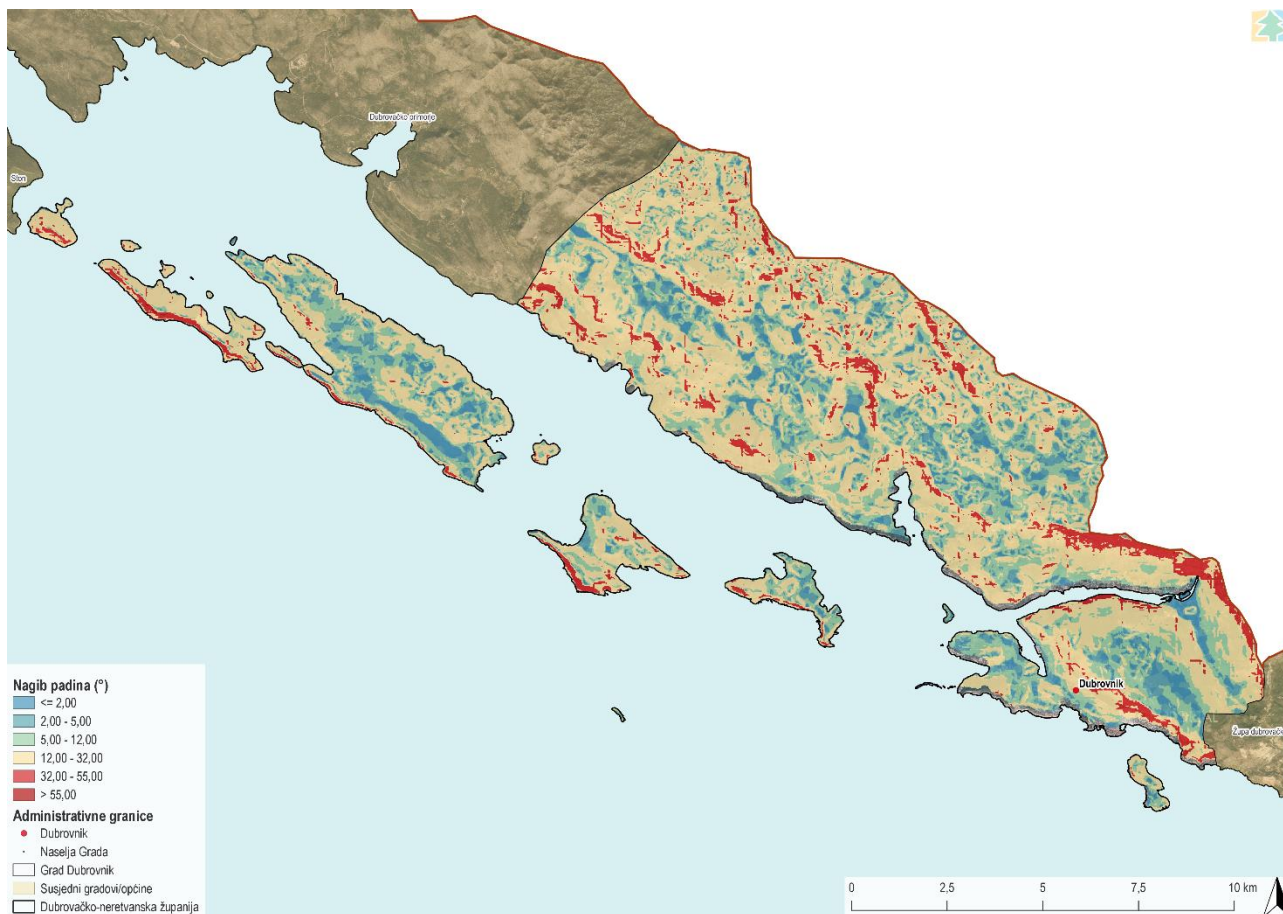 Dubrovačko primorje
Ston
Dubrovnik
Župa dubrovačka
Nagib padina (°)
<= 2,00
2,00 - 5,00
5,00 - 12,00
12,00 - 32,00
32,00 - 55,00
> 55,00
Administrativne granice
Dubrovnik
Naselja Grada
Grad Dubrovnik
Susjedni gradovi/općine
Dubrovačko-neretvanska županija
0 2,5 5 7,5 10 km